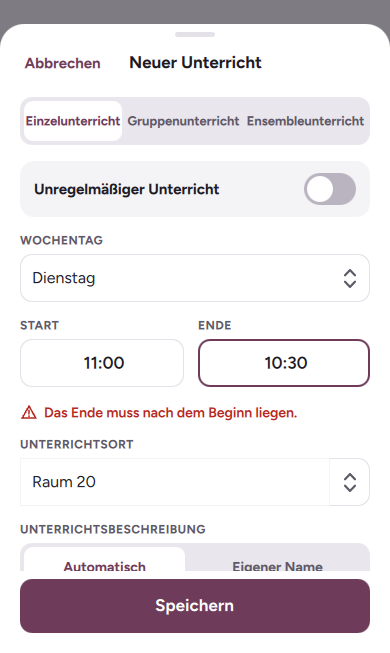 Abbrechen Neuer Unterricht
Einzelunterricht Gruppenunterricht Ensembleunterricht
Unregelmäßiger Unterricht
WOCHENTAG
Dienstag
START ENDE
11:00 10:30
Das Ende muss nach dem Beginn liegen.
UNTERRICHTSORT
Raum 20
UNTERRICHTSBESCHREIBUNG
Automatisch Eigener Name
Speichern